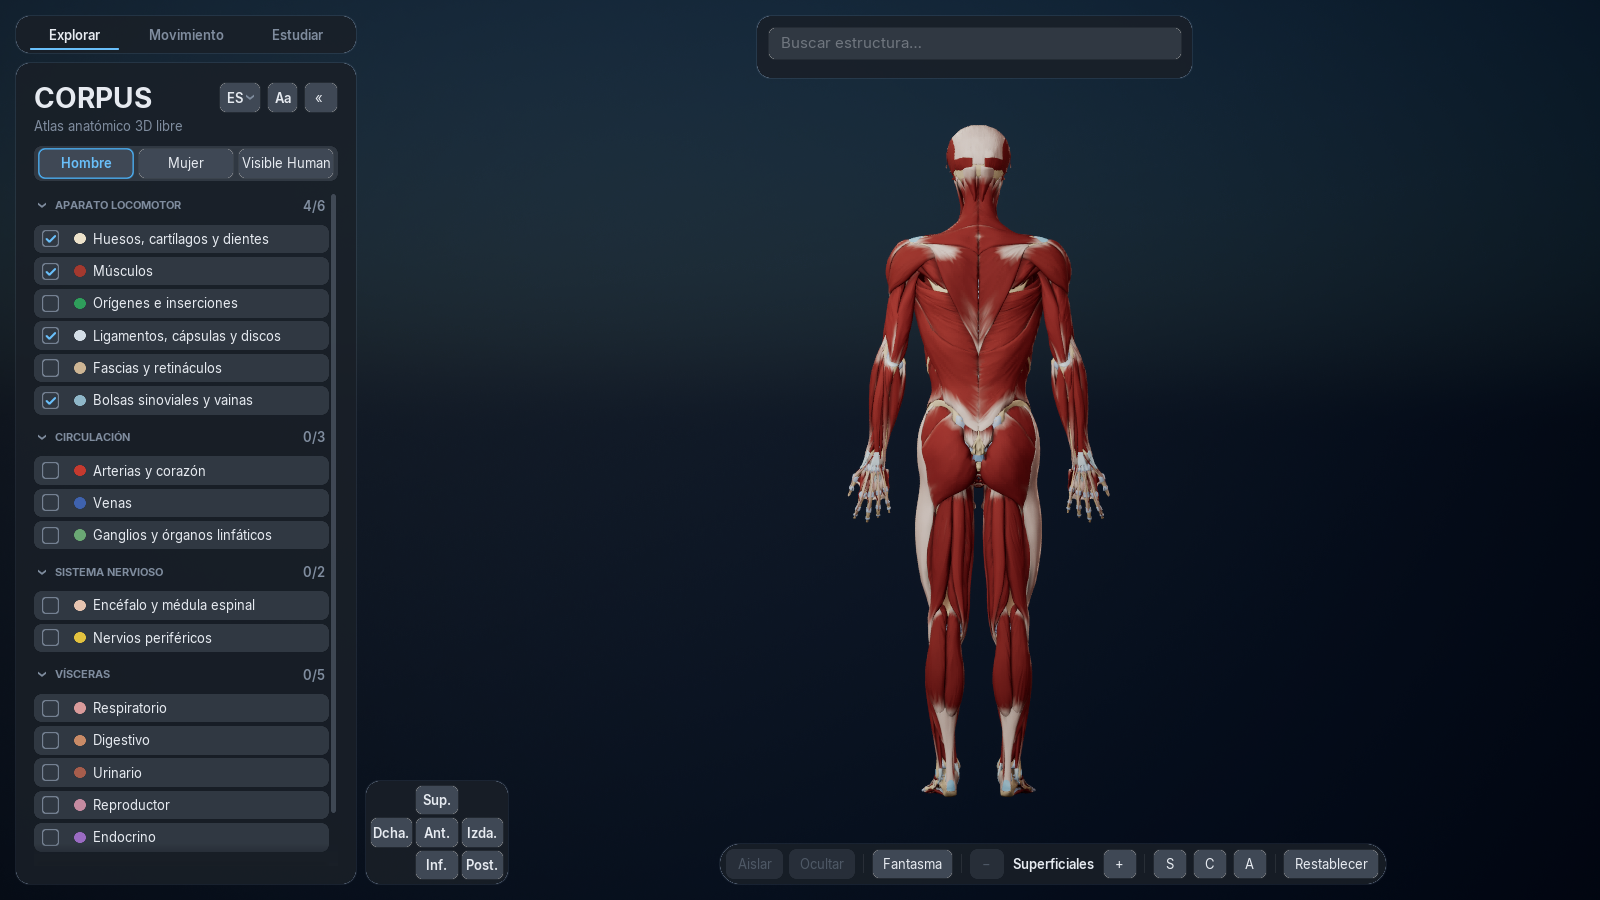 Explorar Movimiento Estudiar
Buscar estructura...
CORPUS ES Aa «
Atlas anatómico 3D libre
Hombre Mujer Visible Human
APARATO LOCOMOTOR 4/6
Huesos, cartílagos y dientes
Músculos
Orígenes e inserciones
Ligamentos, cápsulas y discos
Fascias y retináculos
Bolsas sinoviales y vainas
CIRCULACIÓN 0/3
Arterias y corazón
Venas
Ganglios y órganos linfáticos
SISTEMA NERVIOSO 0/2
Encéfalo y médula espinal
Nervios periféricos
VÍSCERAS 0/5
Respiratorio
Digestivo
Urinario
Reproductor
Endocrino
Sup.
Dcha. Ant. Izda.
Inf. Post.
Aislar Ocultar Fantasma − Superficiales + S C A Restablecer